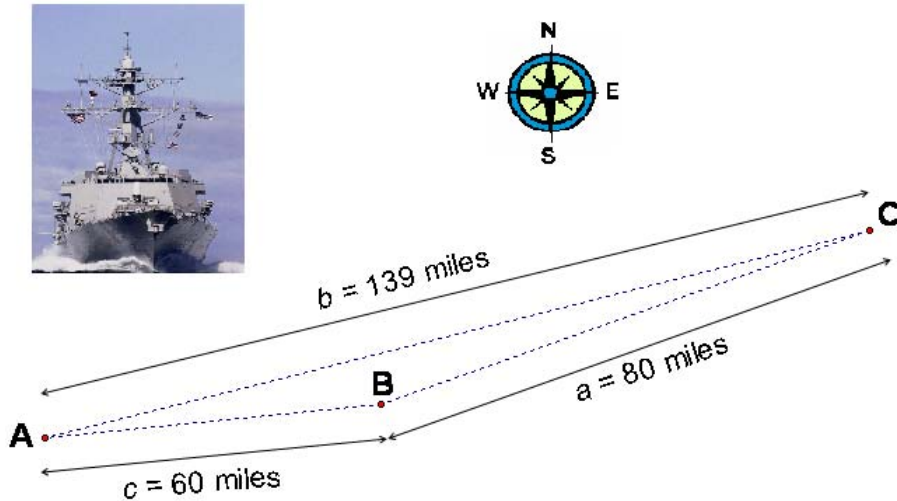 N
W E
S
C
b = 139 miles
B
a = 80 miles
A
c = 60 miles